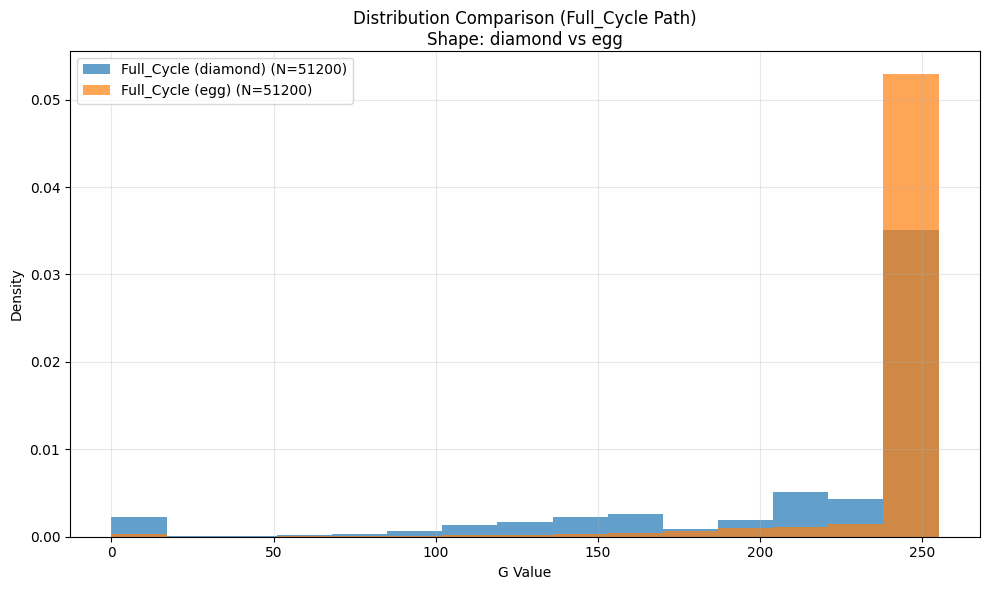 Distribution Comparison (Full_Cycle Path)
Shape: diamond vs egg
Full_Cycle (diamond) (N=51200)
Full_Cycle (egg) (N=51200)
Density
0.05
0.04
0.03
0.02
0.01
0.00
0 50 100 150 200 250
G Value